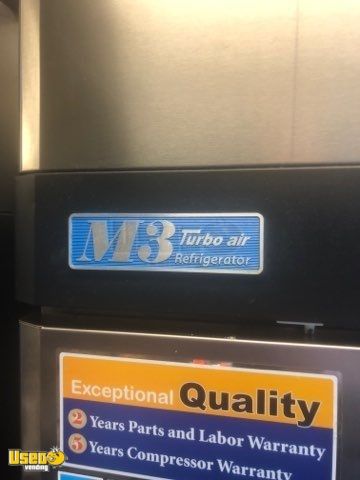 M3 Turbo air
Refrigerator
Exceptional Quality
2 Years Parts and Labor Warranty
5 Years Compressor Warranty
Used
vending